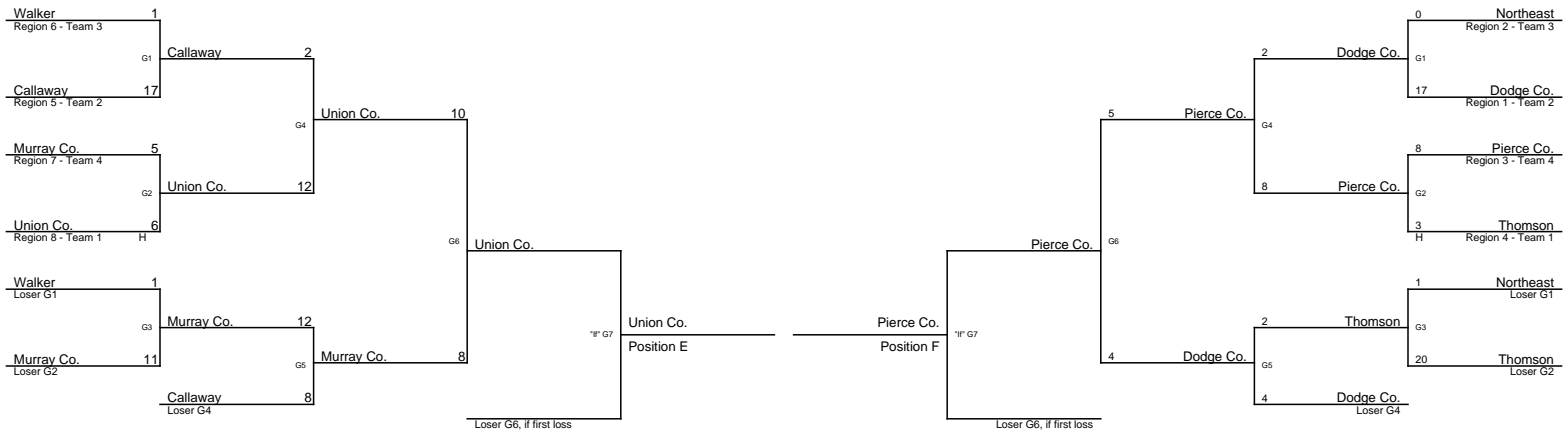 Walker 1
Region 6 - Team 3
G1
Callaway 2
Callaway 17
Region 5 - Team 2
G4
Union Co. 10
Murray Co. 5
Region 7 - Team 4
G2
Union Co. 12
Union Co. 6
Region 8 - Team 1 H
G6
Union Co.
Walker 1
Loser G1
G3
Murray Co. 12
Murray Co. 11
Loser G2
G5
Murray Co. 8
Callaway 8
Loser G4
Loser G6, if first loss
"If" G7
Union Co.
Position E
0 Northeast
Region 2 - Team 3
G1
2 Dodge Co.
17 Dodge Co.
Region 1 - Team 2
G4
5 Pierce Co.
8 Pierce Co.
Region 3 - Team 4
G2
8 Pierce Co.
3 Thomson
H Region 4 - Team 1
G6
Pierce Co.
1 Northeast
Loser G1
G3
2 Thomson
20 Thomson
Loser G2
G5
4 Dodge Co.
4 Dodge Co.
Loser G4
Loser G6, if first loss
"If" G7
Pierce Co.
Position F